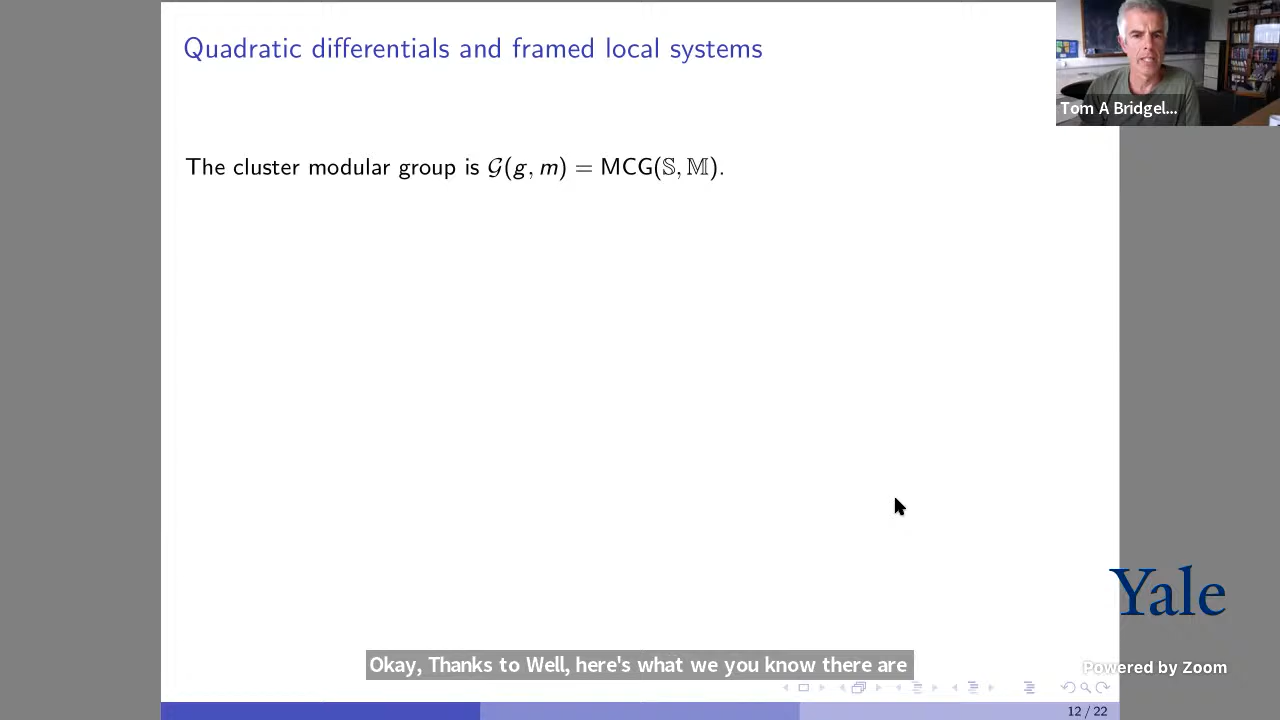 Quadratic differentials and framed local systems
Tom A Bridgel...
The cluster modular group is 𝒢(g, m) = MCG(𝕊, 𝕄).
Yale
Okay, Thanks to Well, here's what we you know there are
Powered by Zoom
12 / 22